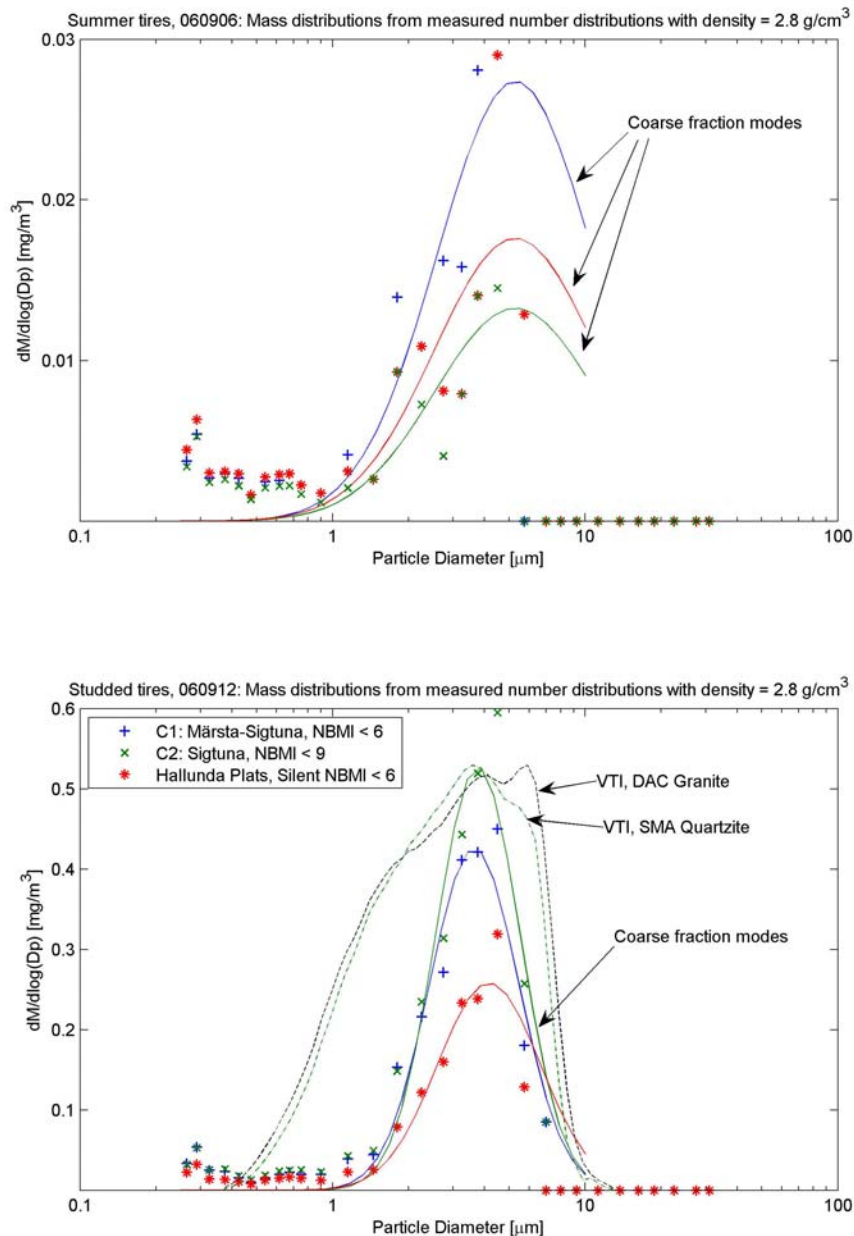 Summer tires, 060906: Mass distributions from measured number distributions with density = 2.8 g/cm³
0.03
0.02
0.01
0
dM/dlog(Dp) [mg/m³]
Coarse fraction modes
0.1
1
10
100
Particle Diameter [μm]
Studded tires, 060912: Mass distributions from measured number distributions with density = 2.8 g/cm³
0.6
0.5
0.4
0.3
0.2
0.1
dM/dlog(Dp) [mg/m³]
C1: Märsta-Sigtuna, NBMI < 6
C2: Sigtuna, NBMI < 9
Hallunda Plats, Silent NBMI < 6
VTI, DAC Granite
VTI, SMA Quartzite
Coarse fraction modes
0.1
1
10
100
Particle Diameter [μm]